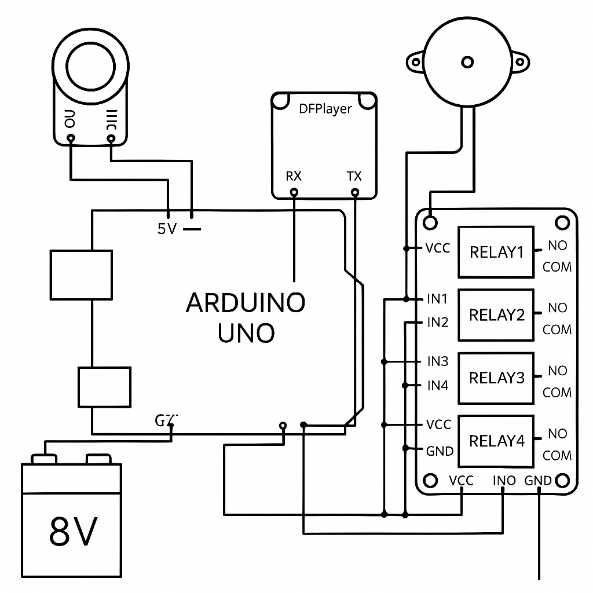 OU
DFPlayer
RX TX
5V —
ARDUINO
UNO
8V
VCC
IN1
IN2
IN3
IN4
VCC
GND
RELAY1
NO
COM
RELAY2
NO
COM
RELAY3
NO
COM
RELAY4
NO
COM
VCC INO GND